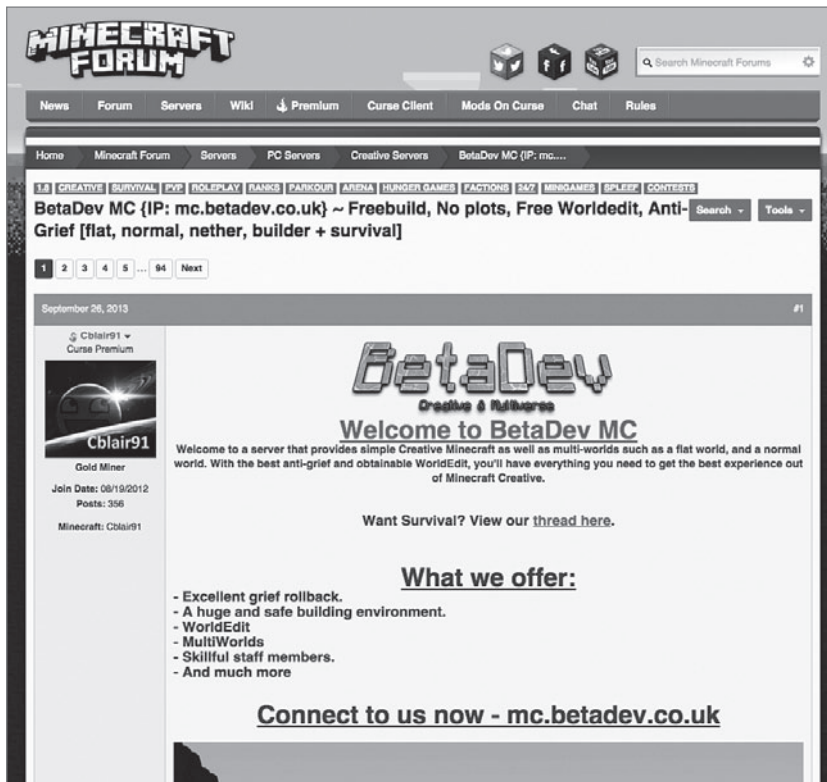 MINECRAFT
FORUM
Search Minecraft Forums
News Forum Servers Wiki Premium Curse Client Mods On Curse Chat Rules
Home Minecraft Forum Servers PC Servers Creative Servers BetaDev MC {IP: mc....
1.8 CREATIVE SURVIVAL PVP ROLEPLAY RANKS PARKOUR ARENA HUNGER GAMES FACTIONS 24/7 MINIGAMES SPLEEF CONTESTS
BetaDev MC {IP: mc.betadev.co.uk} ~ Freebuild, No plots, Free Worldedit, Anti-
Grief [flat, normal, nether, builder + survival]
Search Tools
1 2 3 4 5 ... 94 Next
September 26, 2013 #1
Cblair91
Curse Premium
Cblair91
Gold Miner
Join Date: 08/19/2012
Posts: 356
Minecraft: Cblair91
BetaDev
Creative & Multiverse
Welcome to BetaDev MC
Welcome to a server that provides simple Creative Minecraft as well as multi-worlds such as a flat world, and a normal
world. With the best anti-grief and obtainable WorldEdit, you'll have everything you need to get the best experience out
of Minecraft Creative.
Want Survival? View our thread here.
What we offer:
- Excellent grief rollback.
- A huge and safe building environment.
- WorldEdit
- MultiWorlds
- Skillful staff members.
- And much more
Connect to us now - mc.betadev.co.uk